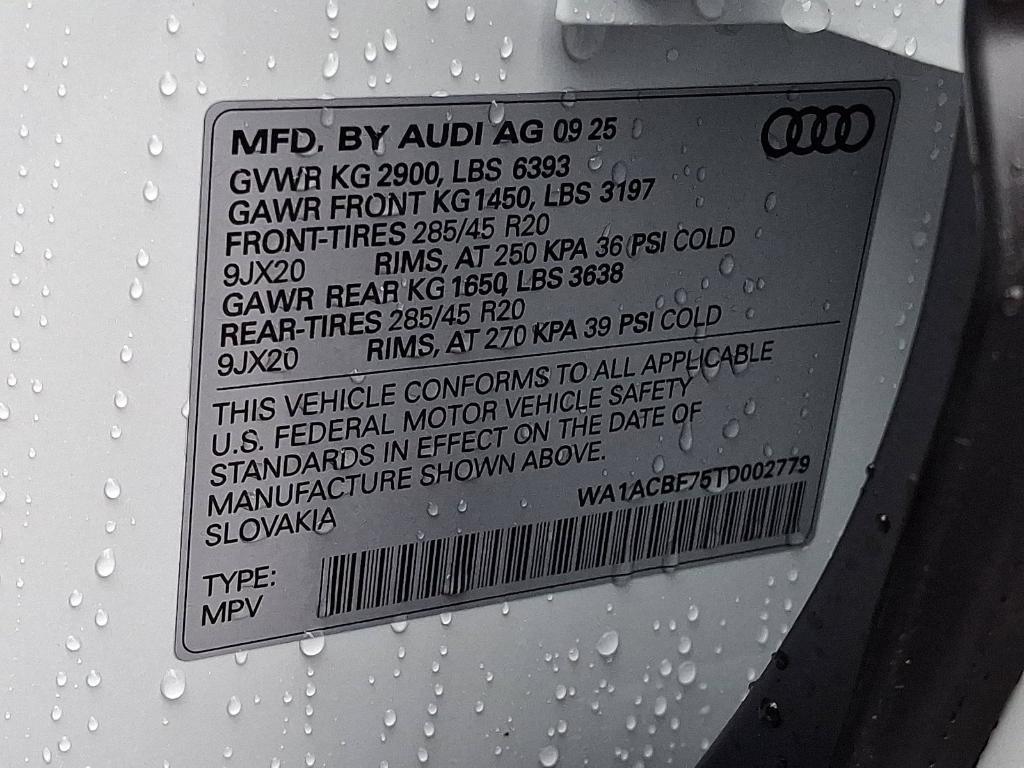 MFD. BY AUDI AG 09 25
GVWR KG 2900, LBS 6393
GAWR FRONT KG 1450, LBS 3197
FRONT-TIRES 285/45 R20
9JX20 RIMS, AT 250 KPA 36 PSI COLD
GAWR REAR KG 1650, LBS 3638
REAR-TIRES 285/45 R20
9JX20 RIMS, AT 270 KPA 39 PSI COLD
THIS VEHICLE CONFORMS TO ALL APPLICABLE
U.S. FEDERAL MOTOR VEHICLE SAFETY
STANDARDS IN EFFECT ON THE DATE OF
MANUFACTURE SHOWN ABOVE.
SLOVAKIA
WA1ACBF75TD002779
TYPE:
MPV